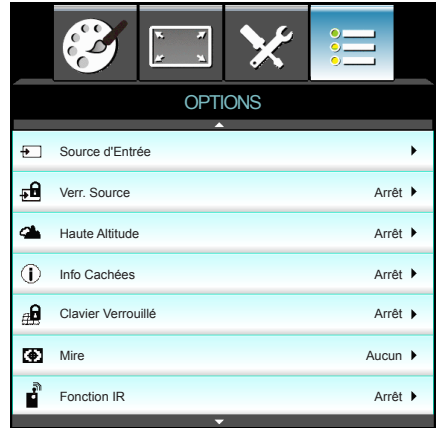 OPTIONS
Source d'Entrée
Verr. Source Arrêt
Haute Altitude Arrêt
Info Cachées Arrêt
Clavier Verrouillé Arrêt
Mire Aucun
Fonction IR Arrêt